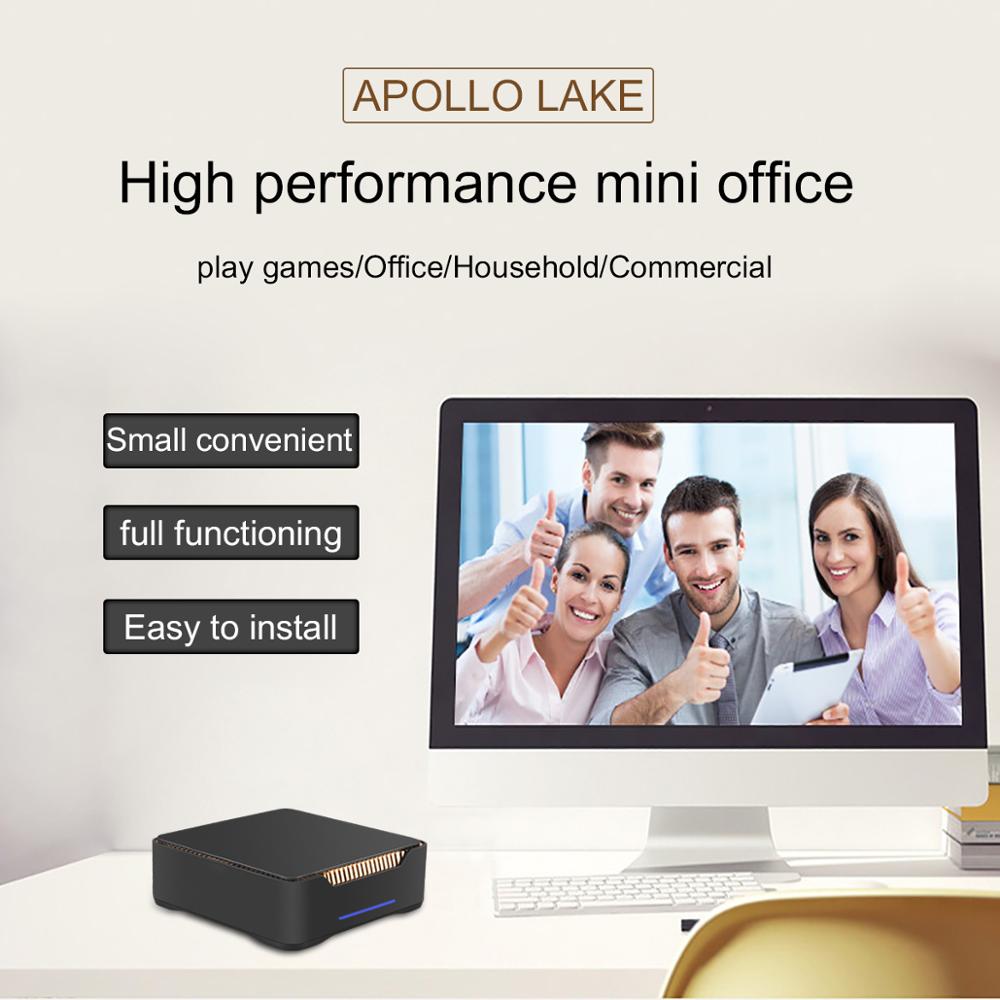 APOLLO LAKE
High performance mini office
play games/Office/Household/Commercial
Small convenient
full functioning
Easy to install